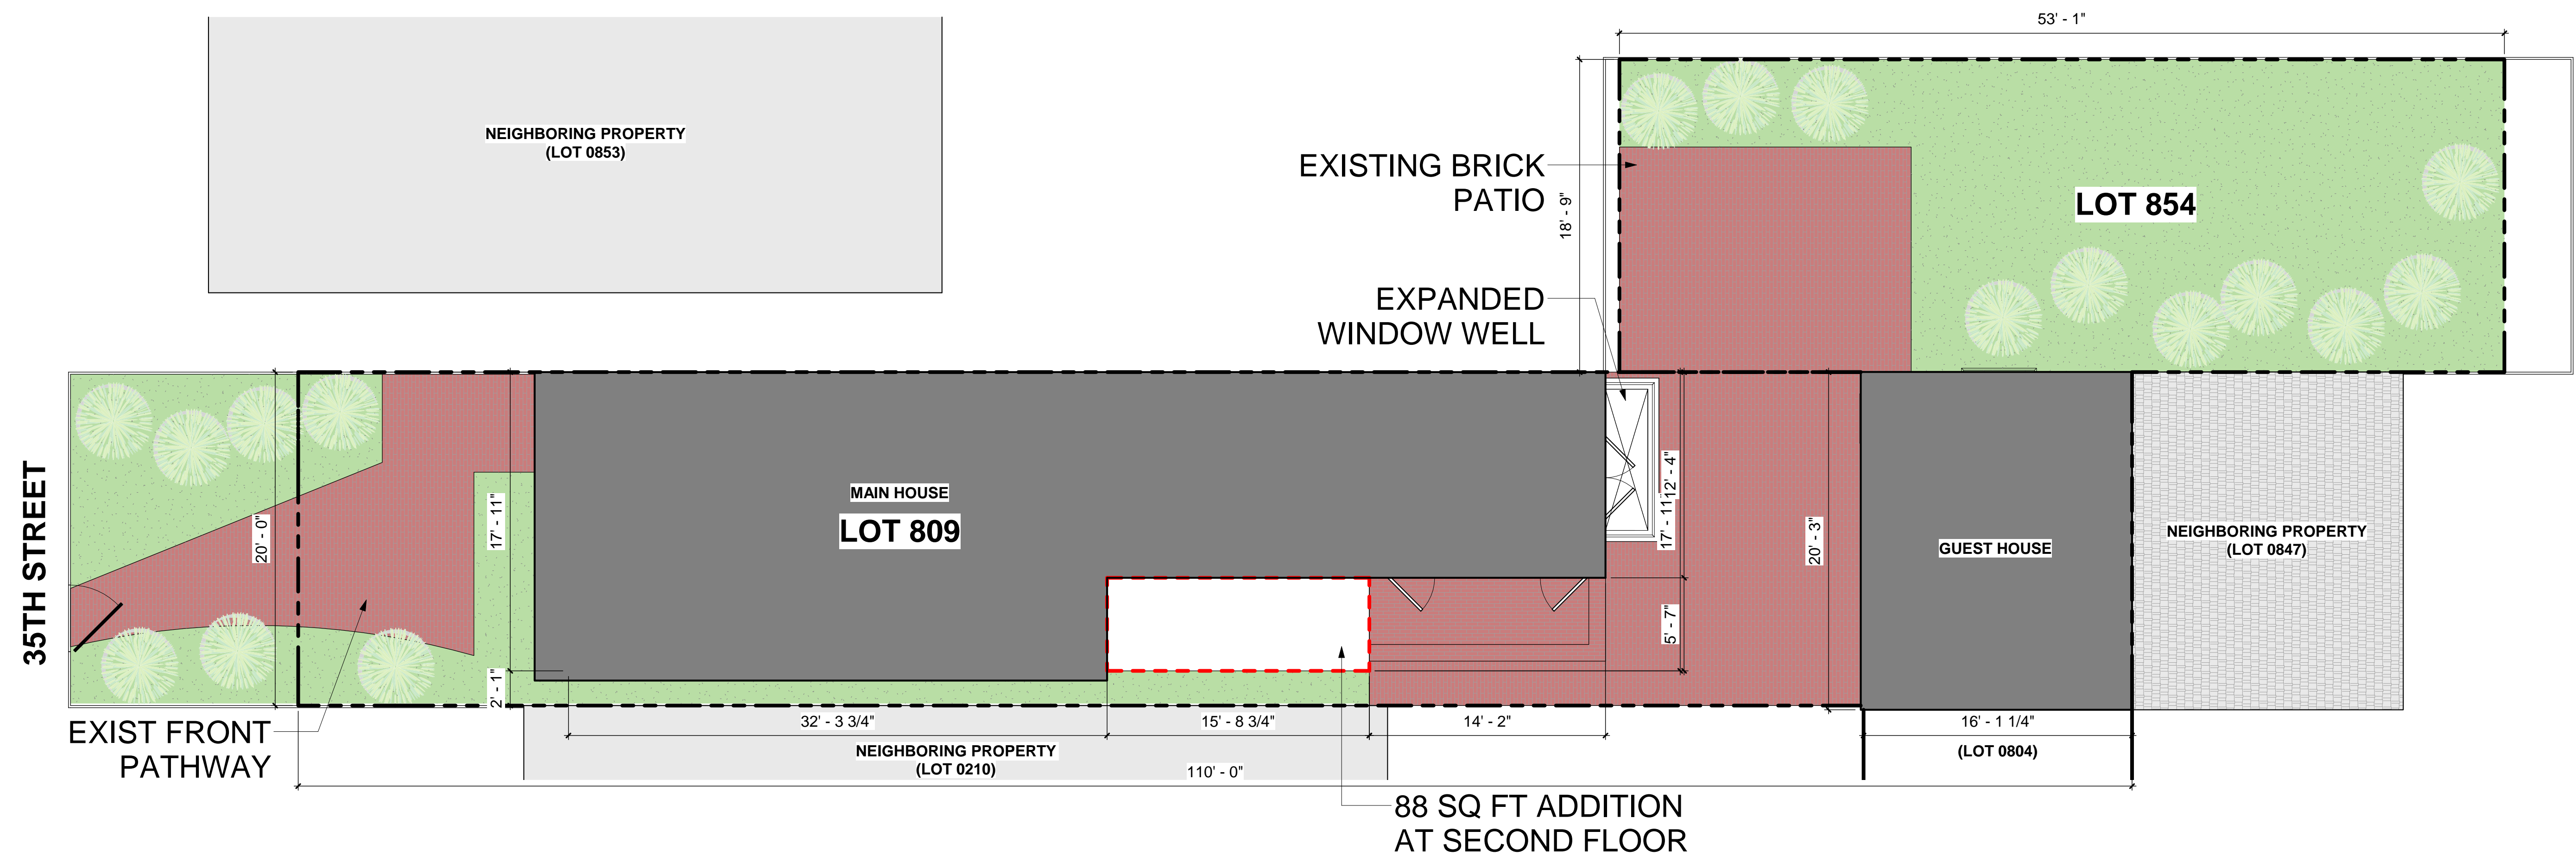 53' - 1"
NEIGHBORING PROPERTY
(LOT 0853)
EXISTING BRICK
PATIO
18' - 9"
LOT 854
EXPANDED
WINDOW WELL
35TH STREET
20' - 0"
17' - 11"
2' - 1"
MAIN HOUSE
LOT 809
12' - 4"
17' - 11"
5' - 7"
20' - 3"
GUEST HOUSE
NEIGHBORING PROPERTY
(LOT 0847)
EXIST FRONT
PATHWAY
32' - 3 3/4"
15' - 8 3/4"
14' - 2"
16' - 1 1/4"
NEIGHBORING PROPERTY
(LOT 0210)
(LOT 0804)
110' - 0"
88 SQ FT ADDITION
AT SECOND FLOOR